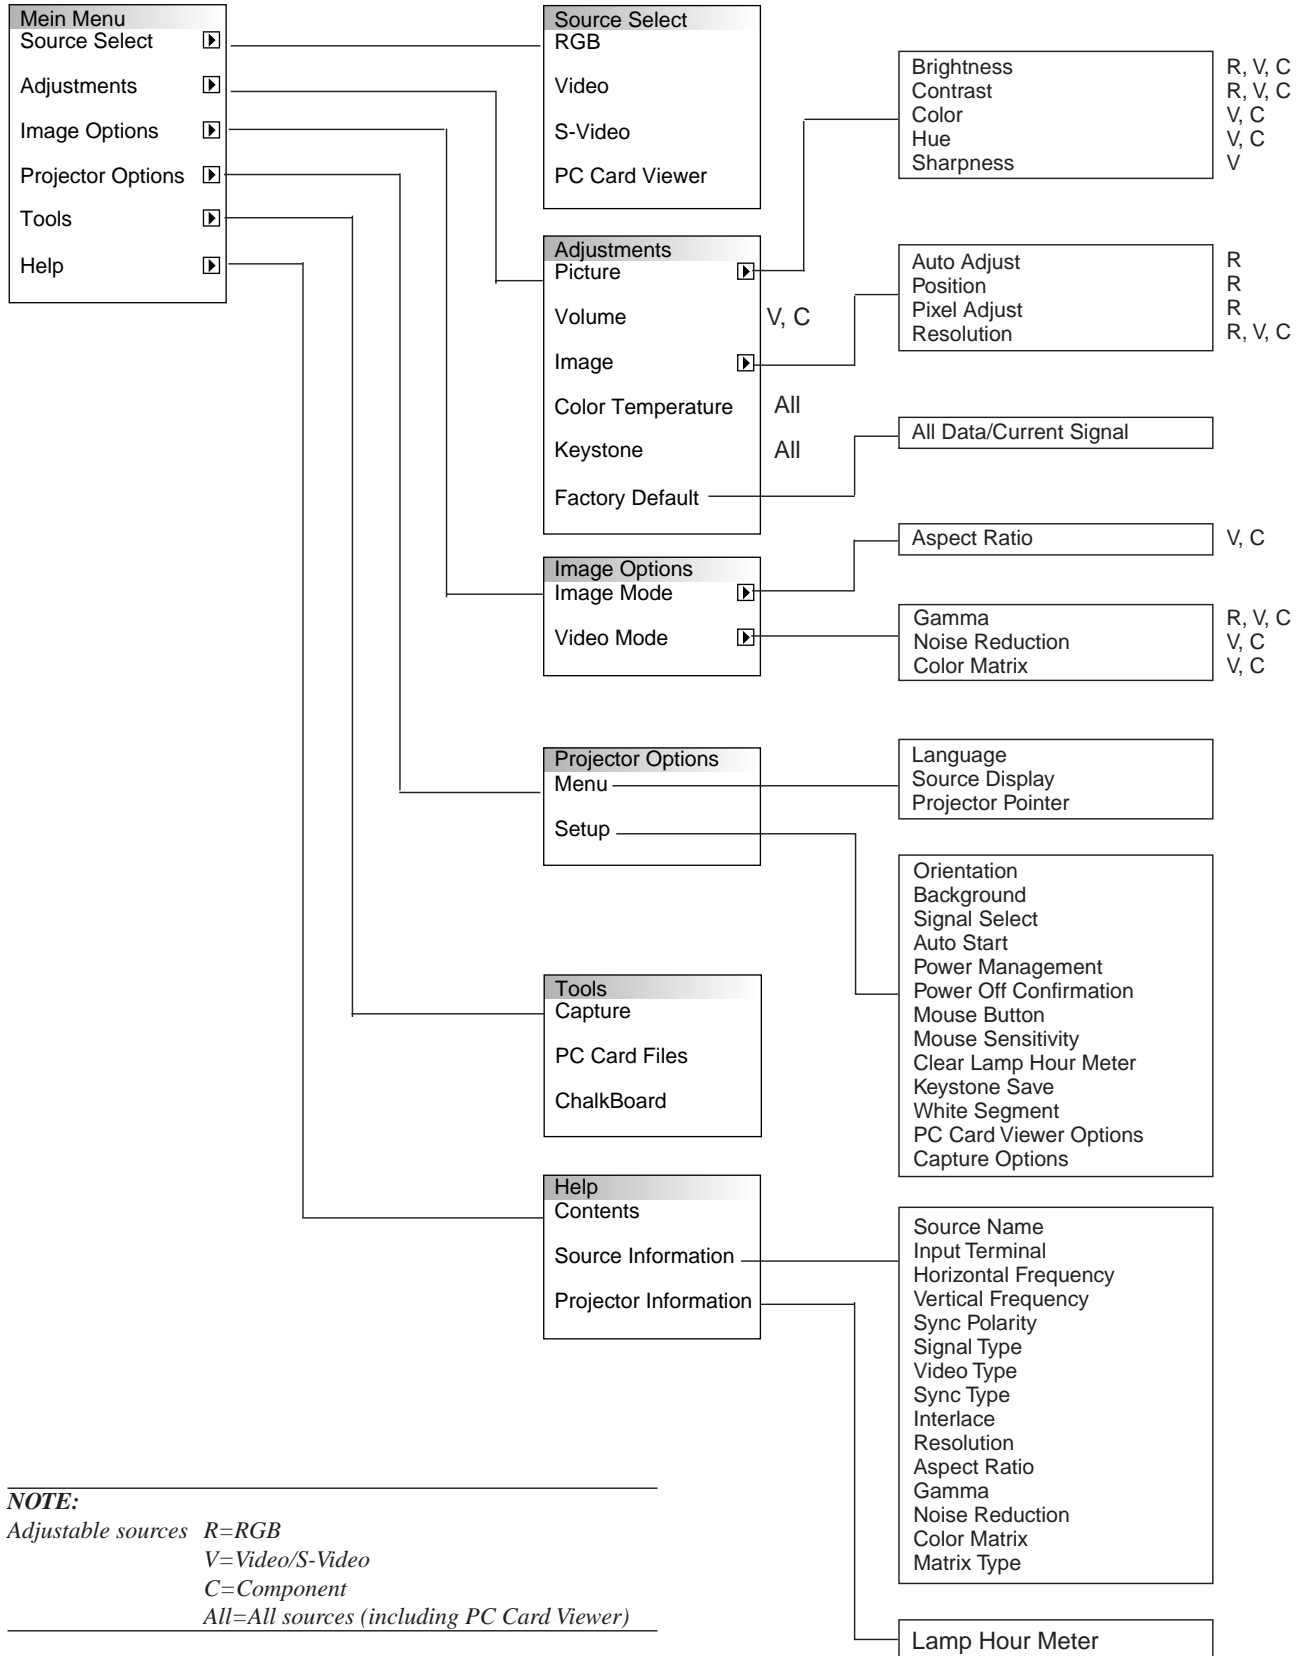 Mein Menu
Source Select
Adjustments
Image Options
Projector Options
Tools
Help
Source Select
RGB
Video
S-Video
PC Card Viewer
Adjustments
Picture
Volume V, C
Image
Color Temperature All
Keystone All
Factory Default
Image Options
Image Mode
Video Mode
Projector Options
Menu
Setup
Tools
Capture
PC Card Files
ChalkBoard
Help
Contents
Source Information
Projector Information
Brightness R, V, C
Contrast R, V, C
Color V, C
Hue V, C
Sharpness V
Auto Adjust R
Position R
Pixel Adjust R
Resolution R, V, C
All Data/Current Signal
Aspect Ratio V, C
Gamma R, V, C
Noise Reduction V, C
Color Matrix V, C
Language
Source Display
Projector Pointer
Orientation
Background
Signal Select
Auto Start
Power Management
Power Off Confirmation
Mouse Button
Mouse Sensitivity
Clear Lamp Hour Meter
Keystone Save
White Segment
PC Card Viewer Options
Capture Options
Source Name
Input Terminal
Horizontal Frequency
Vertical Frequency
Sync Polarity
Signal Type
Video Type
Sync Type
Interlace
Resolution
Aspect Ratio
Gamma
Noise Reduction
Color Matrix
Matrix Type
Lamp Hour Meter
NOTE:
Adjustable sources R=RGB
V=Video/S-Video
C=Component
All=All sources (including PC Card Viewer)